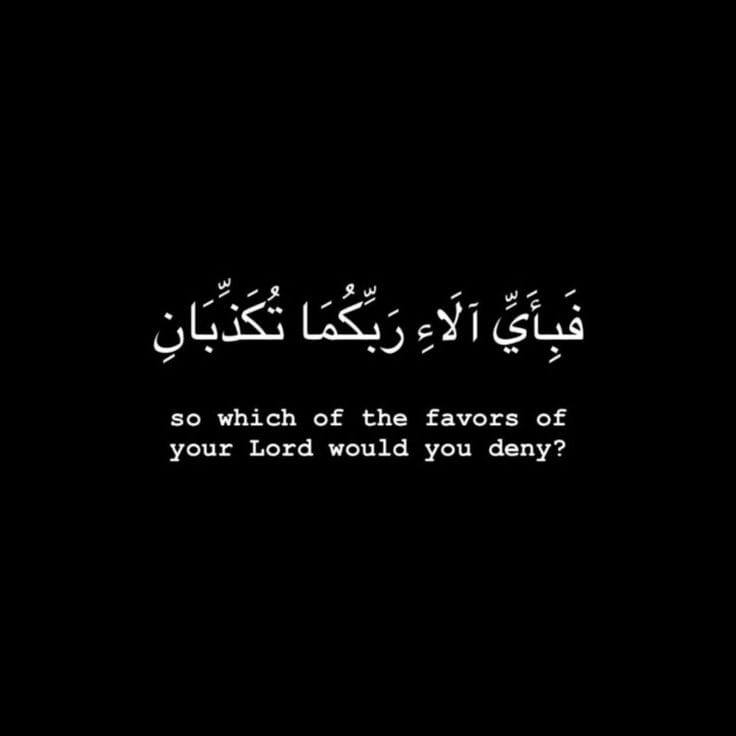 فَبِأَيِّ آلَاءِ رَبِّكُمَا تُكَذِّبَانِ
so which of the favors of
your Lord would you deny?